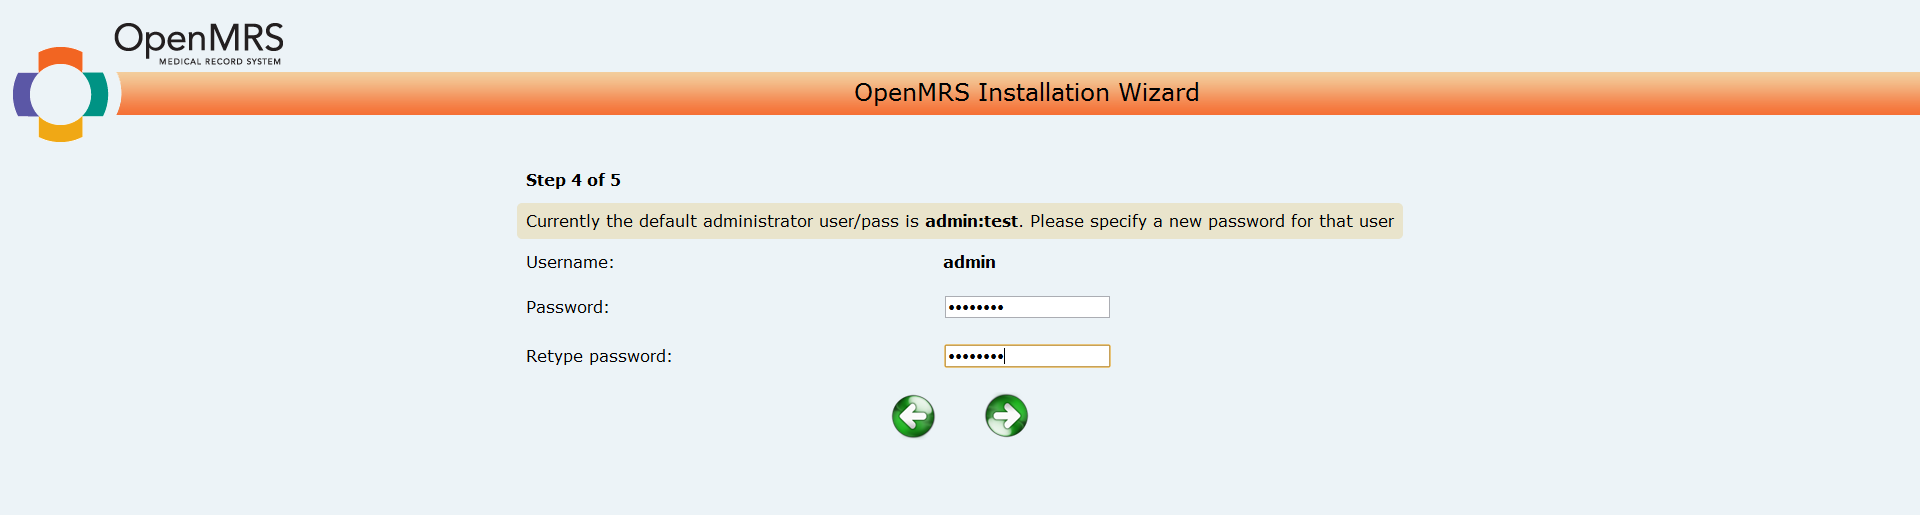 OpenMRS
MEDICAL RECORD SYSTEM
OpenMRS Installation Wizard
Step 4 of 5
Currently the default administrator user/pass is admin:test. Please specify a new password for that user
Username: admin
Password: ••••••••
Retype password: ••••••••